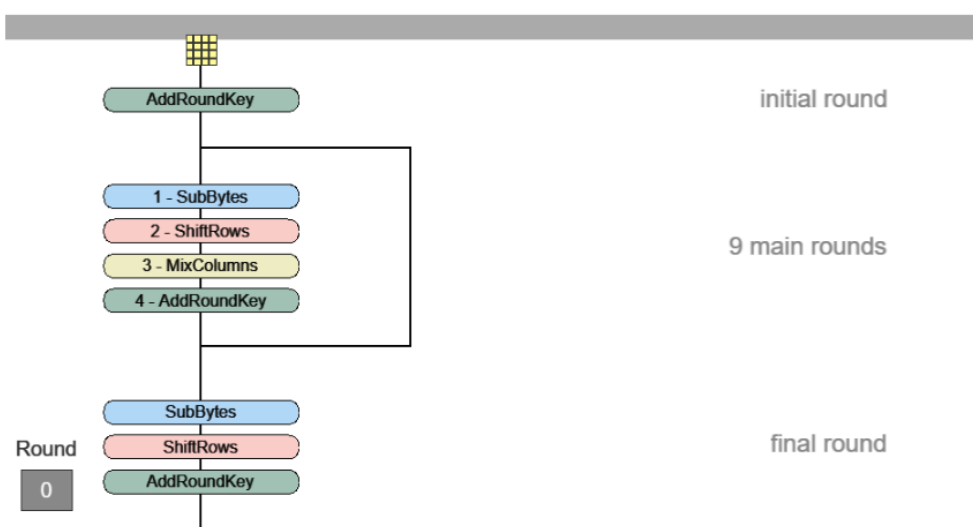 AddRoundKey
initial round
1 - SubBytes
2 - ShiftRows
3 - MixColumns
4 - AddRoundKey
9 main rounds
SubBytes
ShiftRows
AddRoundKey
final round
Round
0